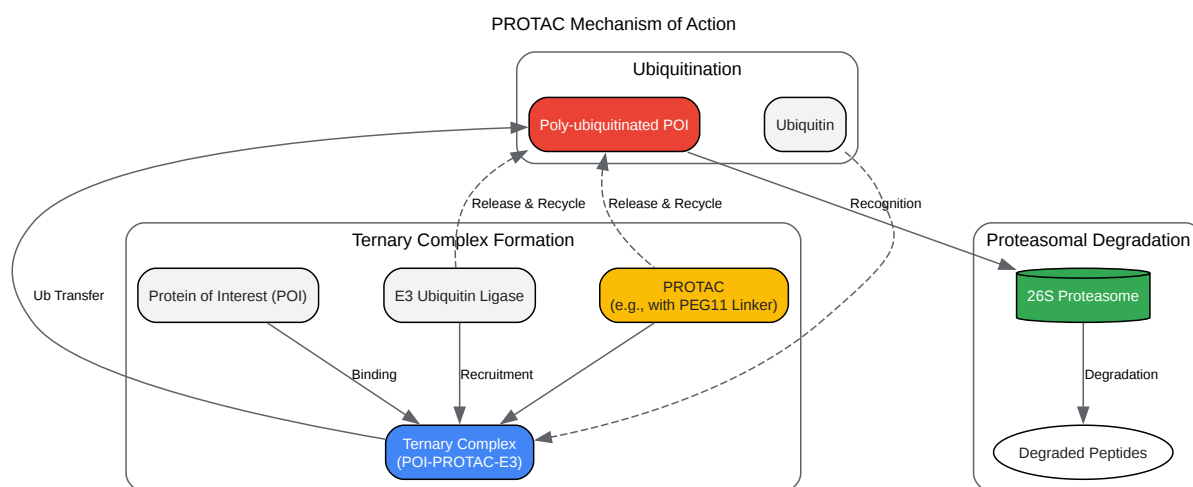 PROTAC Mechanism of Action
Ubiquitination
Poly-ubiquitinated POI
Ubiquitin
Release & Recycle
Release & Recycle
Recognition
Ternary Complex Formation
Proteasomal Degradation
Protein of Interest (POI)
E3 Ubiquitin Ligase
PROTAC
(e.g., with PEG11 Linker)
26S Proteasome
Ub Transfer
Binding
Recruitment
Degradation
Ternary Complex
(POI-PROTAC-E3)
Degraded Peptides